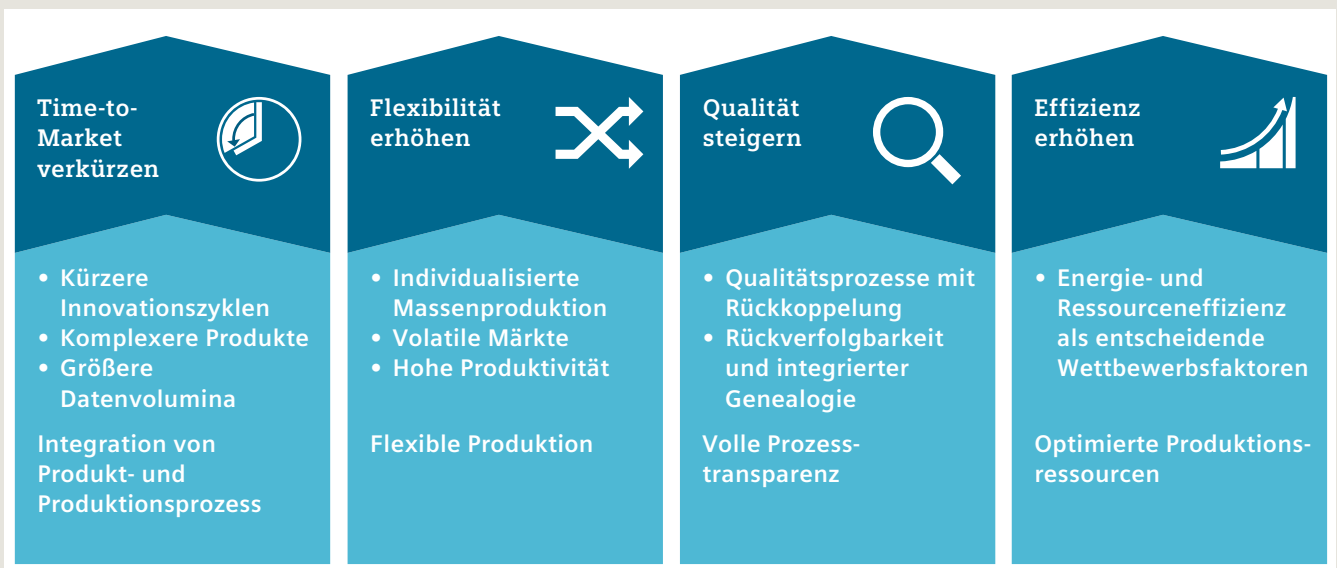 Time-to-
Market
verkürzen
• Kürzere
Innovationszyklen
• Komplexere Produkte
• Größere
Datenvolumina
Integration von
Produkt- und
Produktionsprozess
Flexibilität
erhöhen
• Individualisierte
Massenproduktion
• Volatile Märkte
• Hohe Produktivität
Flexible Produktion
Qualität
steigern
• Qualitätsprozesse mit
Rückkoppelung
• Rückverfolgbarkeit
und integrierter
Genealogie
Volle Prozess-
transparenz
Effizienz
erhöhen
• Energie- und
Ressourceneffizienz
als entscheidende
Wettbewerbsfaktoren
Optimierte Produktions-
ressourcen